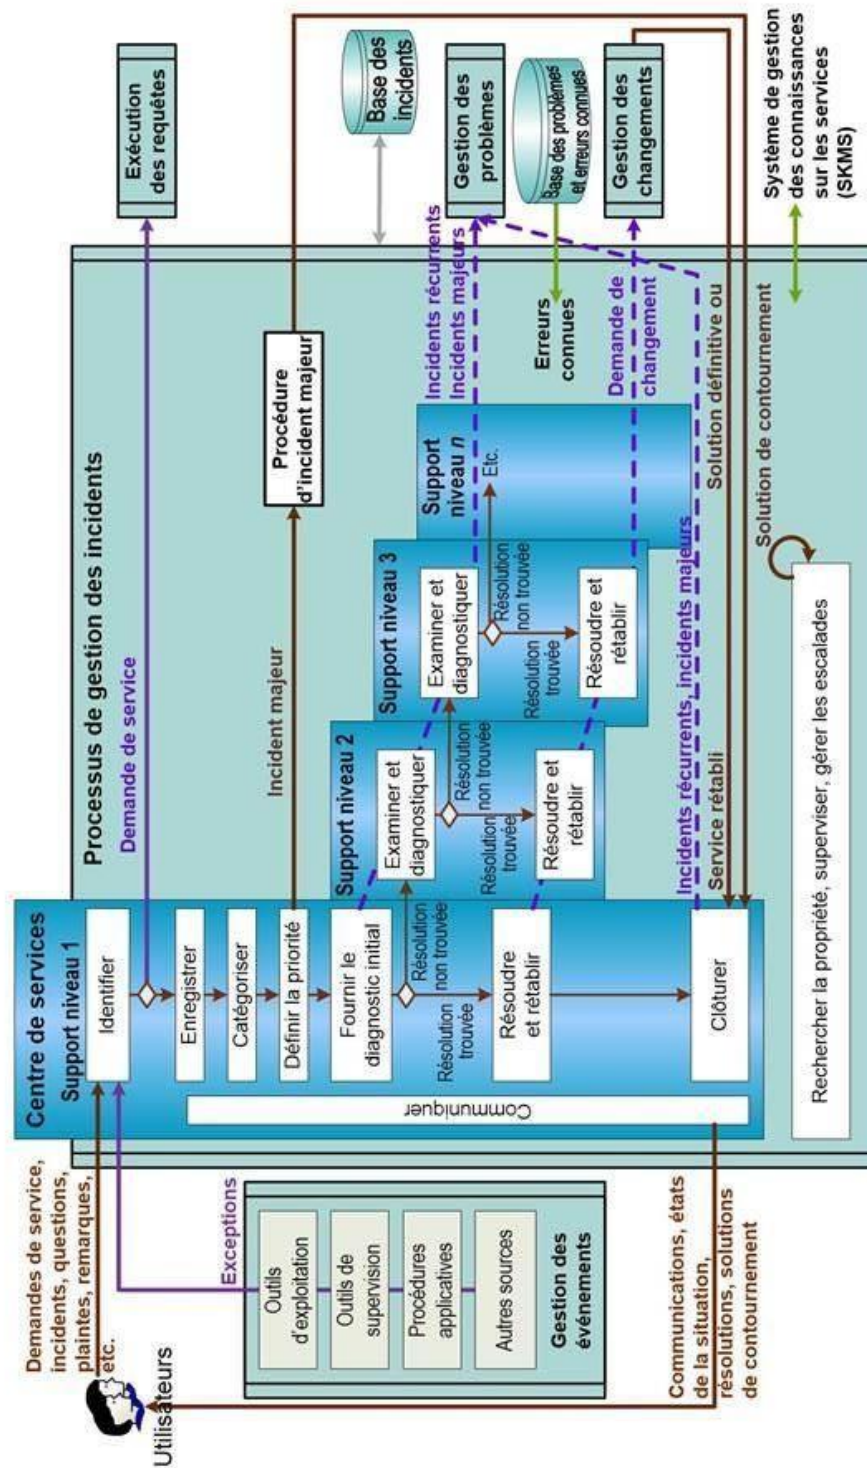 Demandes de service,
incidents, questions,
plaintes, remarques,
etc.
Utilisateurs
Exceptions
Outils
d'exploitation
Outils de
supervision
Procédures
applicatives
Autres sources
Gestion des
événements
Communications, états
de la situation,
résolutions, solutions
de contournement
Centre de services
Support niveau 1
Identifier
Enregistrer
Catégoriser
Définir la priorité
Fournir le
diagnostic initial
Résolution
non trouvée
Résolution
trouvée
Résoudre
et rétablir
Clôturer
Communiquer
Processus de gestion des incidents
Demande de service
Incident majeur
Procédure
d'incident majeur
Support niveau 2
Examiner et
diagnostiquer
Résolution
non trouvée
Résolution
trouvée
Résoudre et
rétablir
Support niveau 3
Examiner et
diagnostiquer
Résolution
non trouvée
Résolution
trouvée
Résoudre et
rétablir
Support
niveau n
Etc.
Incidents récurrents
Incidents majeurs
Erreurs
connues
Demande de
changement
Incidents récurrents, incidents majeurs
Service rétabli
Solution définitive ou
Solution de contournement
Rechercher la propriété, superviser, gérer les escalades
Exécution
des requêtes
Base des
incidents
Gestion des
problèmes
Base des problèmes
et erreurs connues
Gestion des
changements
Système de gestion
des connaissances
sur les services
(SKMS)